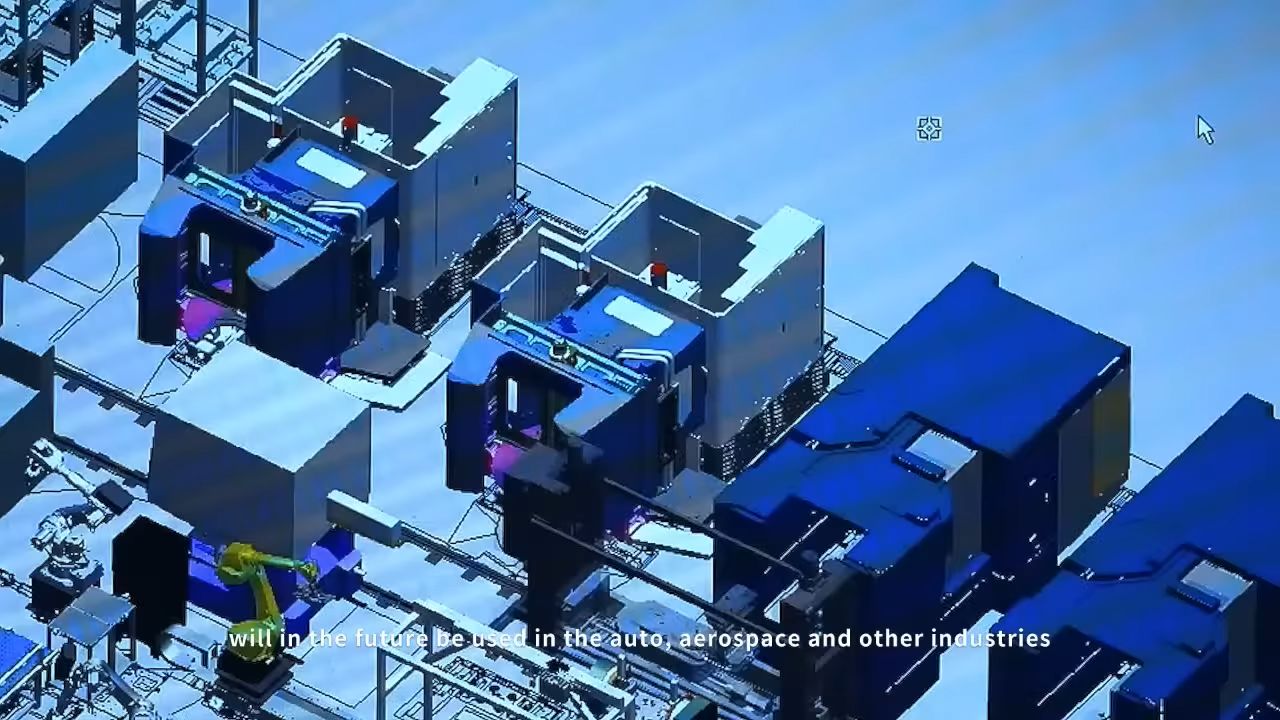 will in the future be used in the auto, aerospace and other industries